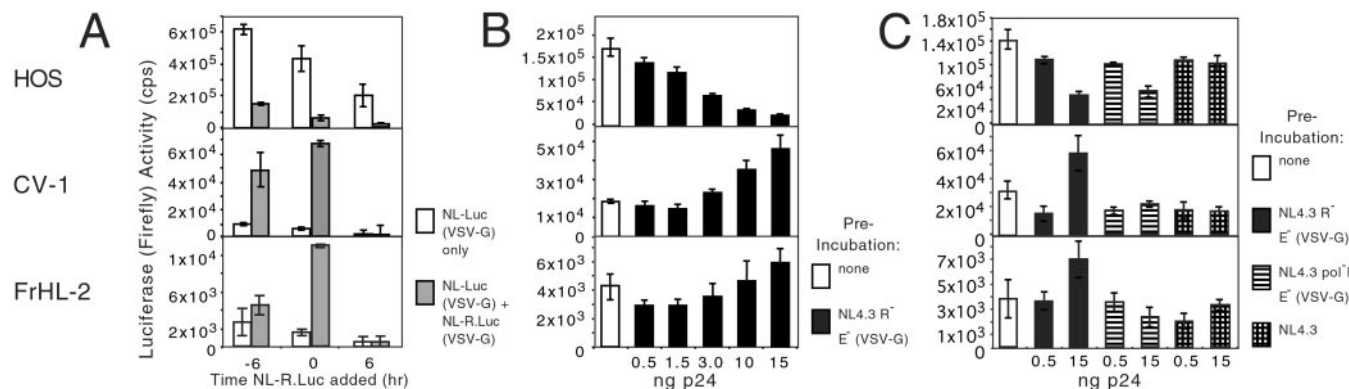 A
B
C
HOS
CV-1
FrHL-2
Luciferase (Firefly) Activity (cps)
6x10⁵
4x10⁵
2x10⁵
0
6x10⁴
4x10⁴
2x10⁴
0
1x10⁴
6x10³
2x10³
0
-6 0 6
Time NL-R.Luc added (hr)
NL-Luc
(VSV-G)
only
NL-Luc
(VSV-G) +
NL-R.Luc
(VSV-G)
2x10⁵
1.5x10⁵
1x10⁵
5x10⁴
0
5x10⁴
3x10⁴
1x10⁴
0
6x10³
4x10³
2x10³
0
0.5 1.5 3.0 10 15
ng p24
Pre-
Incubation:
none
NL4.3 R⁻
E⁻ (VSV-G)
1.8x10⁵
1.4x10⁵
1x10⁵
6x10⁴
2x10⁴
0
6x10⁴
4x10⁴
2x10⁴
0
7x10³
5x10³
3x10³
1x10³
0
0.5 15 0.5 15 0.5 15
ng p24
Pre-
Incubation:
none
NL4.3 R⁻
E⁻ (VSV-G)
E⁻ (VSV-G)
NL4.3